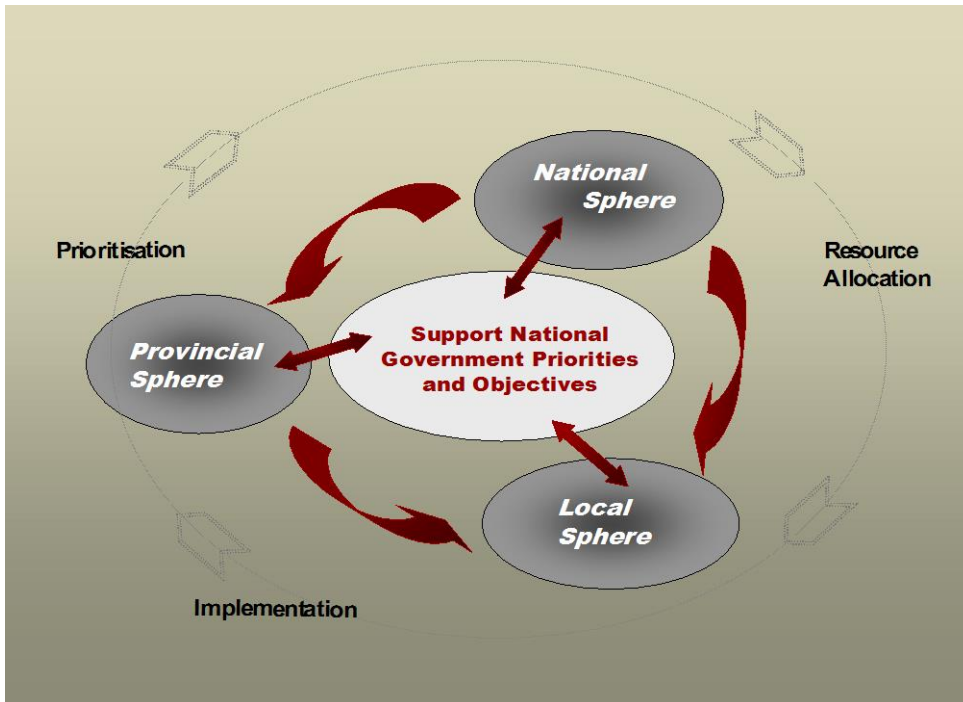 National
Sphere
Prioritisation
Resource
Allocation
Support National
Government Priorities
and Objectives
Provincial
Sphere
Local
Sphere
Implementation